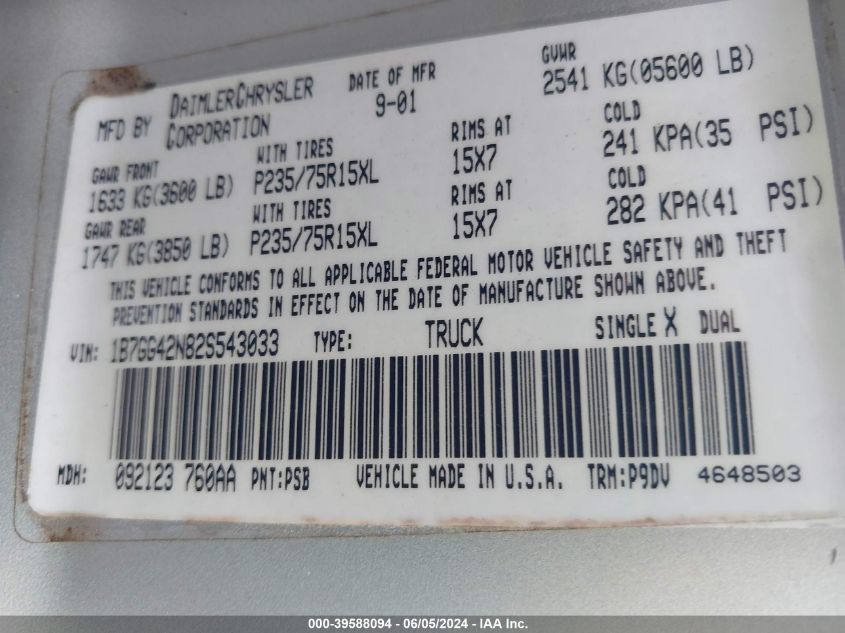 MFD BY DAIMLERCHRYSLER CORPORATION
DATE OF MFR 9-01
GVWR 2541 KG(05600 LB)
GAWR FRONT WITH TIRES RIMS AT COLD
1633 KG(3600 LB) P235/75R15XL 15X7 241 KPA(35 PSI)
GAWR REAR WITH TIRES RIMS AT COLD
1747 KG(3850 LB) P235/75R15XL 15X7 282 KPA(41 PSI)
THIS VEHICLE CONFORMS TO ALL APPLICABLE FEDERAL MOTOR VEHICLE SAFETY AND THEFT
PREVENTION STANDARDS IN EFFECT ON THE DATE OF MANUFACTURE SHOWN ABOVE.
VIN: 1B7GG42N82S543033 TYPE: TRUCK SINGLE X DUAL
MDH: 092123 760AA PNT:PSB VEHICLE MADE IN U.S.A. TRM:P9DV 4648503
000-39588094 - 06/05/2024 - IAA Inc.